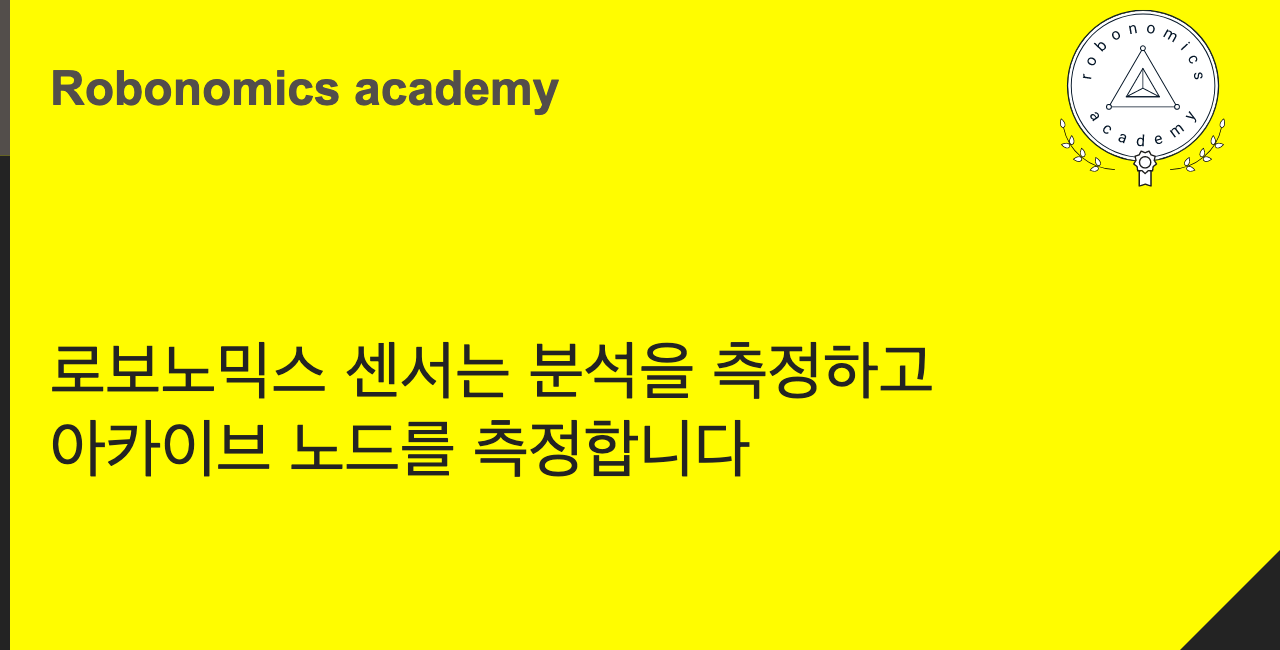 Robonomics academy
robonomics
academy
로보노믹스 센서는 분석을 측정하고
아카이브 노드를 측정합니다